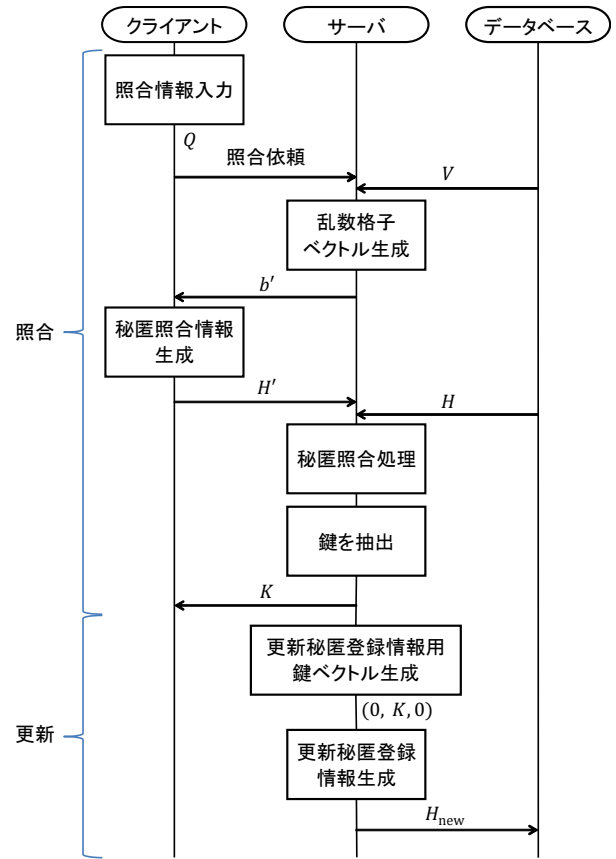 クライアント
サーバ
データベース
照合情報入力
Q
照合依頼
V
乱数格子
ベクトル生成
b′
照合
秘匿照合情報
生成
H′
H
秘匿照合処理
鍵を抽出
K
更新秘匿登録情報用
鍵ベクトル生成
(0, K, 0)
更新
更新秘匿登録
情報生成
Hnew